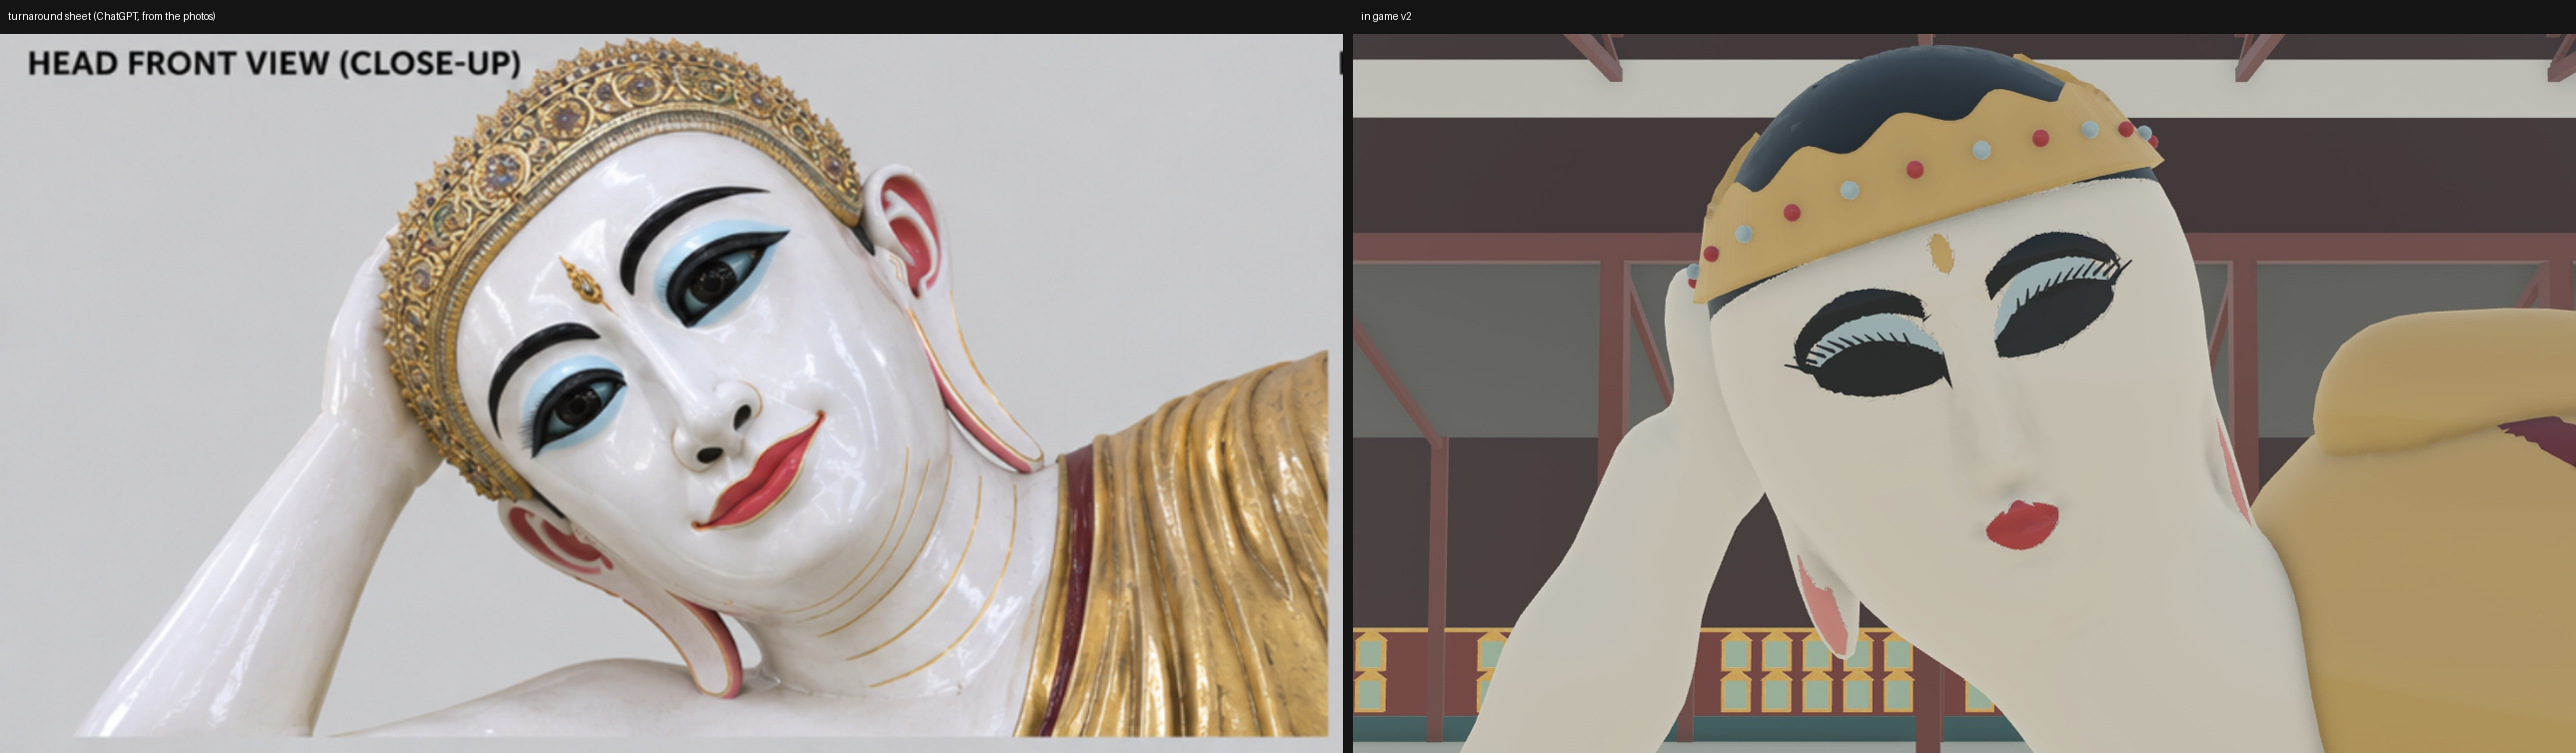 turnaround sheet (ChatGPT, from the photos)
in game v2
HEAD FRONT VIEW (CLOSE-UP)